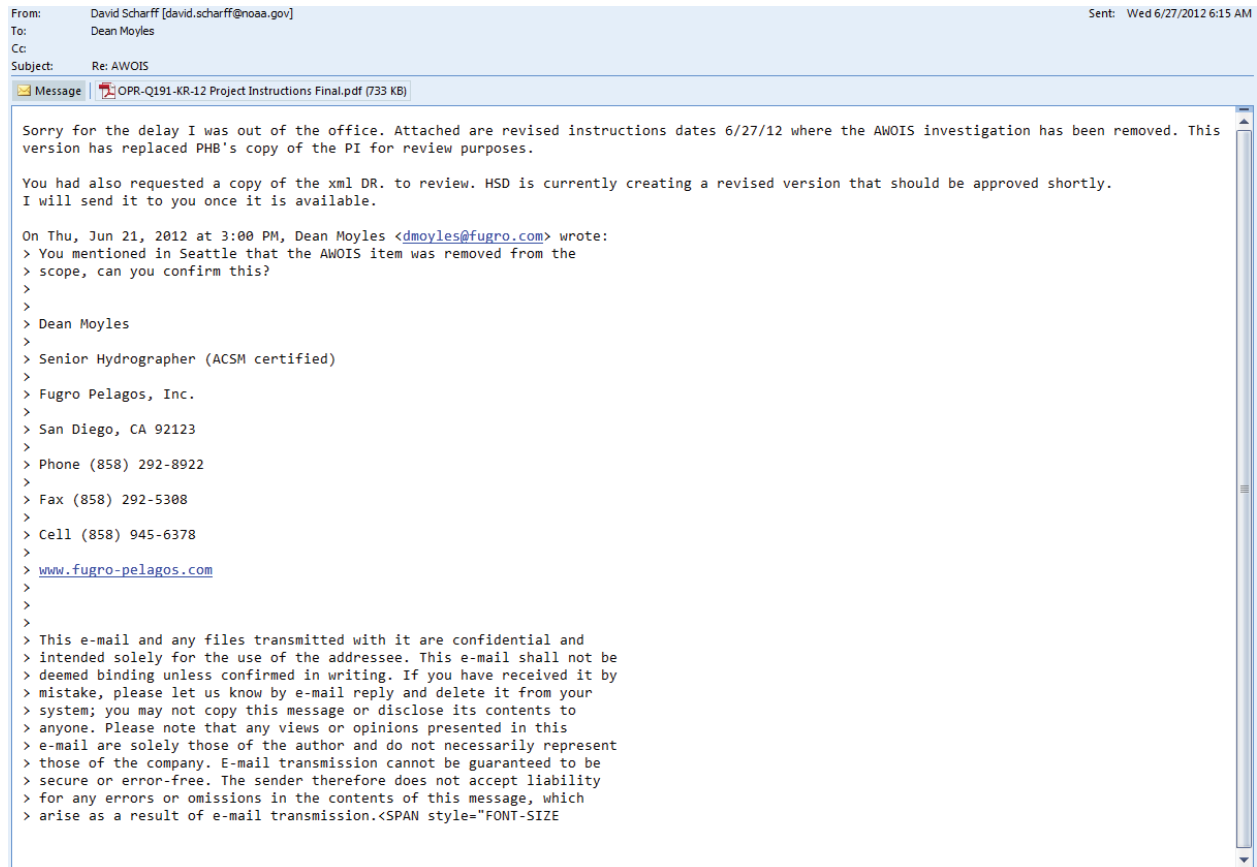 From: David Scharff [david.scharff@noaa.gov] Sent: Wed 6/27/2012 6:15 AM
To: Dean Moyles
Cc:
Subject: Re: AWOIS
Message OPR-Q191-KR-12 Project Instructions Final.pdf (733 KB)
Sorry for the delay I was out of the office. Attached are revised instructions dates 6/27/12 where the AWOIS investigation has been removed. This
version has replaced PHB's copy of the PI for review purposes.
You had also requested a copy of the xml DR. to review. HSD is currently creating a revised version that should be approved shortly.
I will send it to you once it is available.
On Thu, Jun 21, 2012 at 3:00 PM, Dean Moyles <dmoyles@fugro.com> wrote:
> You mentioned in Seattle that the AWOIS item was removed from the
> scope, can you confirm this?
>
>
> Dean Moyles
>
> Senior Hydrographer (ACSM certified)
>
> Fugro Pelagos, Inc.
>
> San Diego, CA 92123
>
> Phone (858) 292-8922
>
> Fax (858) 292-5308
>
> Cell (858) 945-6378
>
> www.fugro-pelagos.com
>
>
>
> This e-mail and any files transmitted with it are confidential and
> intended solely for the use of the addressee. This e-mail shall not be
> deemed binding unless confirmed in writing. If you have received it by
> mistake, please let us know by e-mail reply and delete it from your
> system; you may not copy this message or disclose its contents to
> anyone. Please note that any views or opinions presented in this
> e-mail are solely those of the author and do not necessarily represent
> those of the company. E-mail transmission cannot be guaranteed to be
> secure or error-free. The sender therefore does not accept liability
> for any errors or omissions in the contents of this message, which
> arise as a result of e-mail transmission.<SPAN style="FONT-SIZE